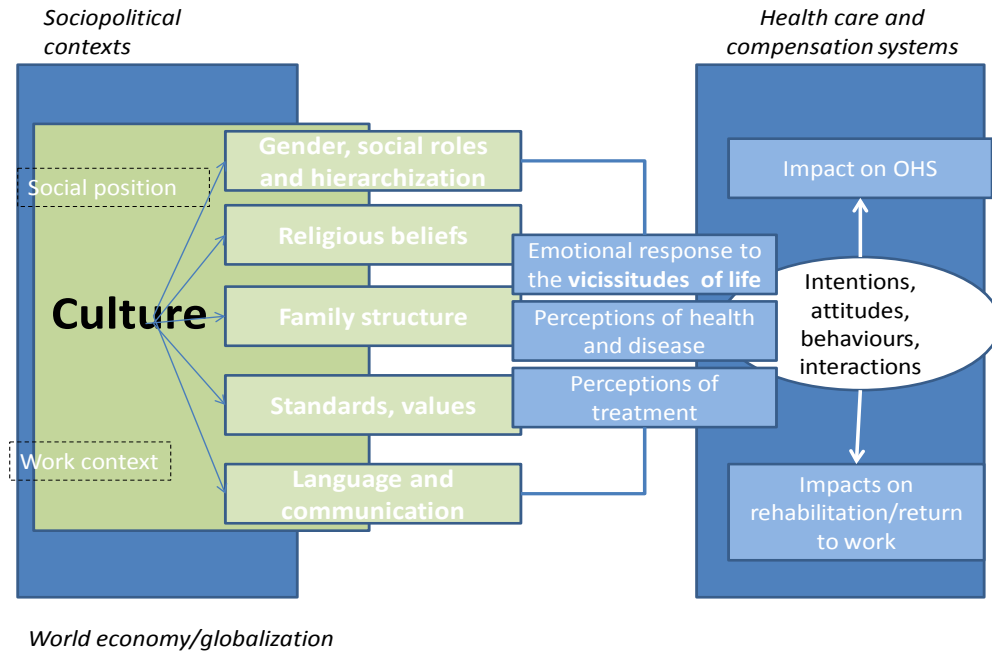 Sociopolitical
contexts
Health care and
compensation systems
Social position
Culture
Work context
Gender, social roles
and hierarchization
Religious beliefs
Family structure
Standards, values
Language and
communication
Emotional response to
the vicissitudes of life
Perceptions of health
and disease
Perceptions of
treatment
Impact on OHS
Intentions,
attitudes,
behaviours,
interactions
Impacts on
rehabilitation/return
to work
World economy/globalization